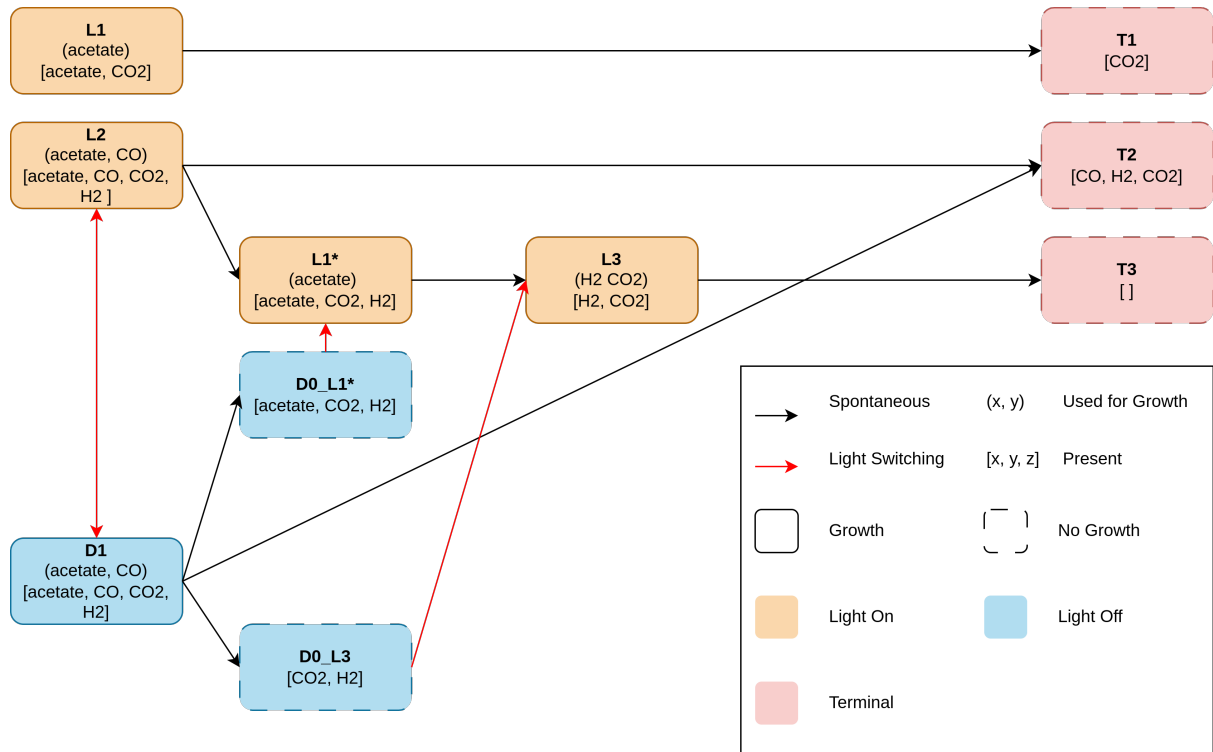 L1
(acetate)
[acetate, CO2]
T1
[CO2]
L2
(acetate, CO)
[acetate, CO, CO2,
H2 ]
T2
[CO, H2, CO2]
L1*
(acetate)
[acetate, CO2, H2]
L3
(H2 CO2)
[H2, CO2]
T3
[ ]
D0_L1*
[acetate, CO2, H2]
D1
(acetate, CO)
[acetate, CO, CO2,
H2]
D0_L3
[CO2, H2]
Spontaneous
(x, y)
Used for Growth
Light Switching
[x, y, z]
Present
Growth
No Growth
Light On
Light Off
Terminal